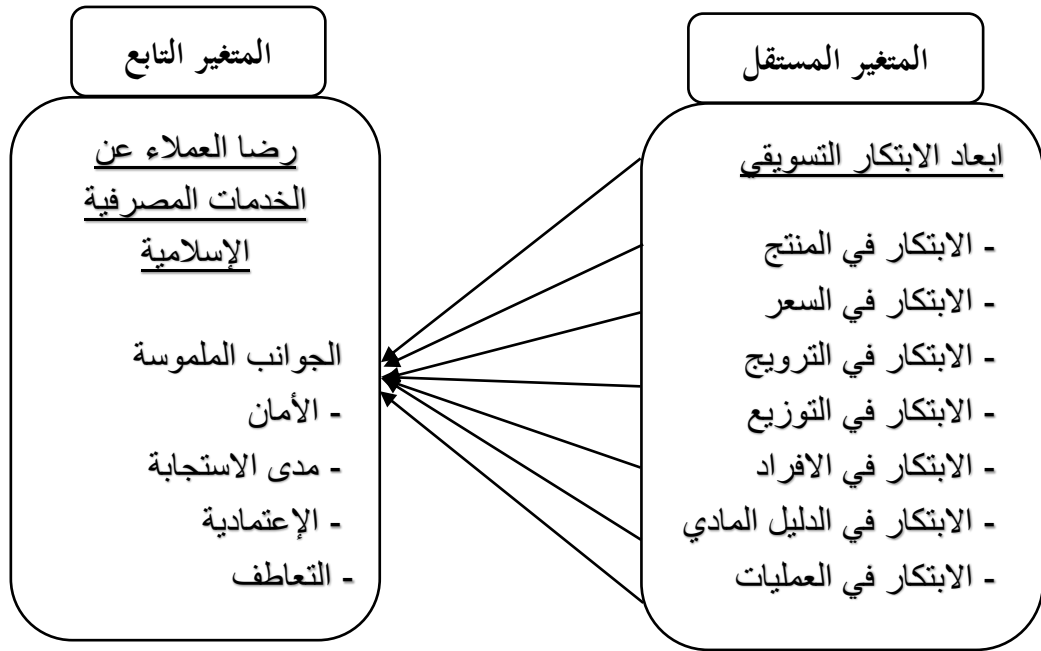 المتغير المستقل
ابعاد الابتكار التسويقي
- الابتكار في المنتج
- الابتكار في السعر
- الابتكار في الترويج
- الابتكار في التوزيع
- الابتكار في الافراد
- الابتكار في الدليل المادي
- الابتكار في العمليات
المتغير التابع
رضا العملاء عن
الخدمات المصرفية
الإسلامية
الجوانب الملموسة
- الأمان
- مدى الاستجابة
- الإعتمادية
- التعاطف